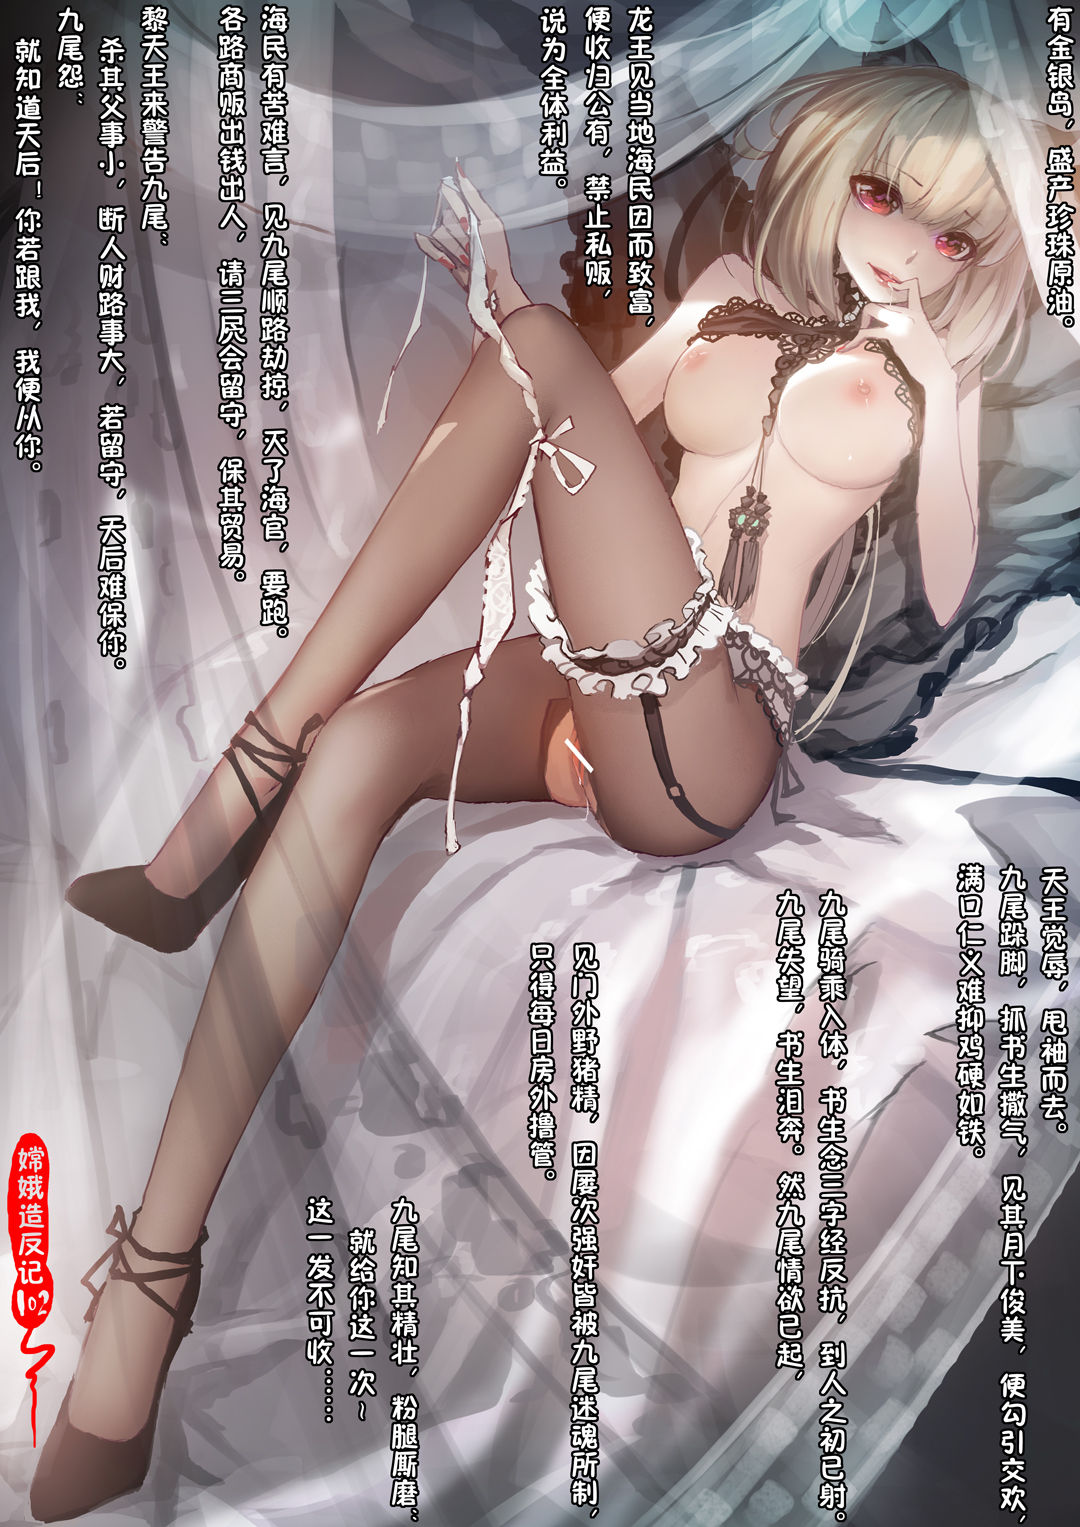 有金银岛，盛产珍珠原油。
龙王见当地海民因而致富，
便收归公有，禁止私贩，
说为全体利益。
海民有苦难言，见九尾顺路劫掠，灭了海官，要跑。
各路商贩出钱出人，请三尻会留守，保其贸易。
黎天王来警告九尾：
杀其父事小，断人财路事大，若留守，天后难保你。
九尾怨：
就知道天后！你若跟我，我便从你。
天王觉辱，甩袖而去。
九尾跺脚，抓书生撒气，见其月下俊美，便勾引交欢，
满口仁义难抑鸡硬如铁。
九尾骑乘入体，书生念三字经反抗，到人之初已射。
九尾失望，书生泪奔。然九尾情欲已起，
见门外野猪精，因屡次强奸皆被九尾迷魂所制，
只得每日房外撸管。
九尾知其精壮，粉腿厮磨：
就给你这一次~
这一发不可收……
嫦娥造反记
102